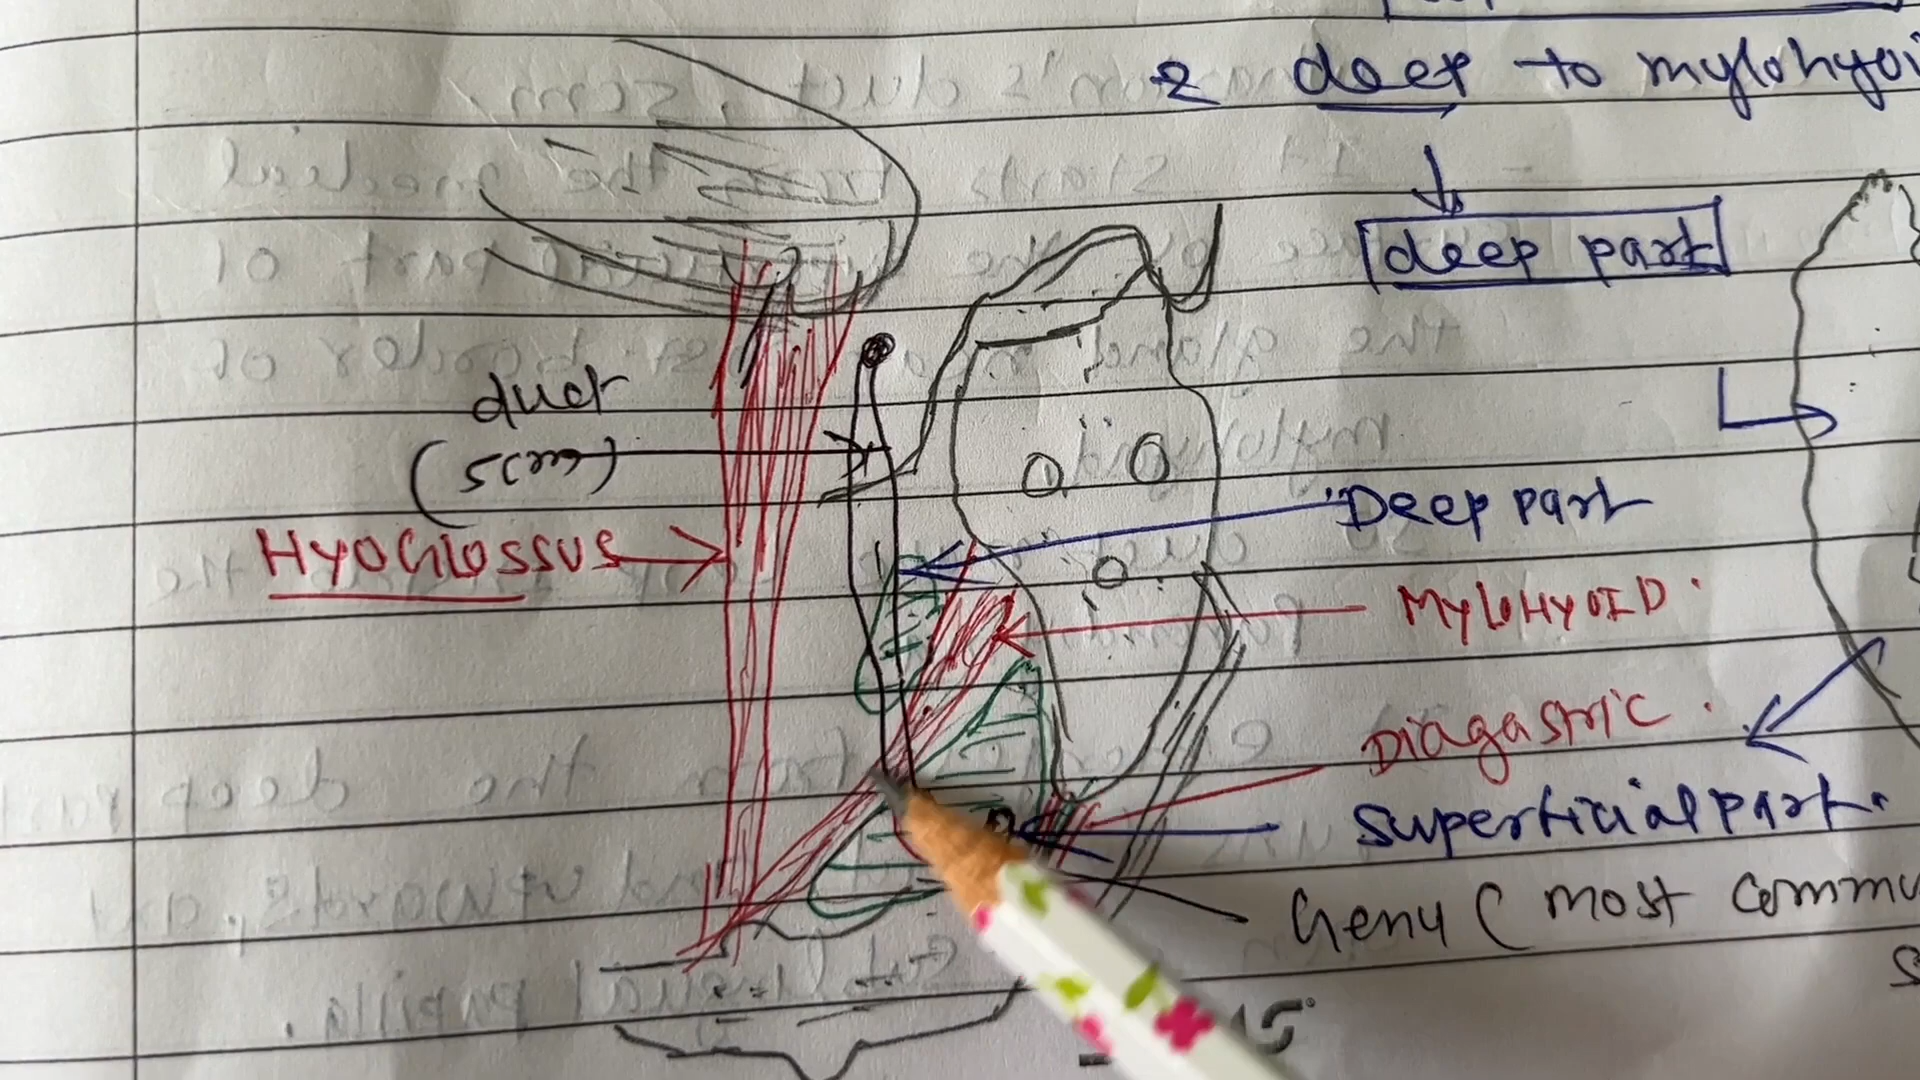 2 deep to mylohyoi
deep part
duct
(5cm)
Deep part
HYOGlOSSUS
MYLOHYOID
DIagastric
superficial part.
Genu ( most commu